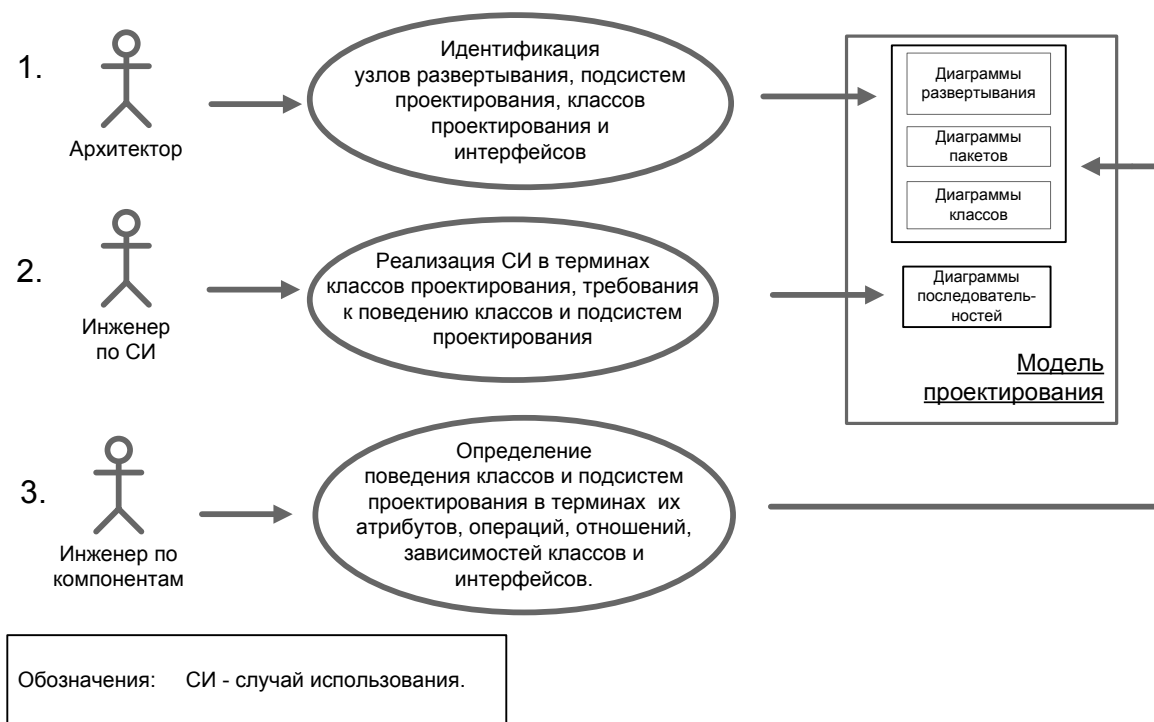 1.
Архитектор
Идентификация
узлов развертывания, подсистем
проектирования, классов
проектирования и
интерфейсов
Диаграммы
развертывания
Диаграммы
пакетов
Диаграммы
классов
2.
Инженер
по СИ
Реализация СИ в терминах
классов проектирования, требования
к поведению классов и подсистем
проектирования
Диаграммы
последователь-
ностей
Модель
проектирования
3.
Инженер по
компонентам
Определение
поведения классов и подсистем
проектирования в терминах их
атрибутов, операций, отношений,
зависимостей классов и
интерфейсов.
Обозначения: СИ - случай использования.